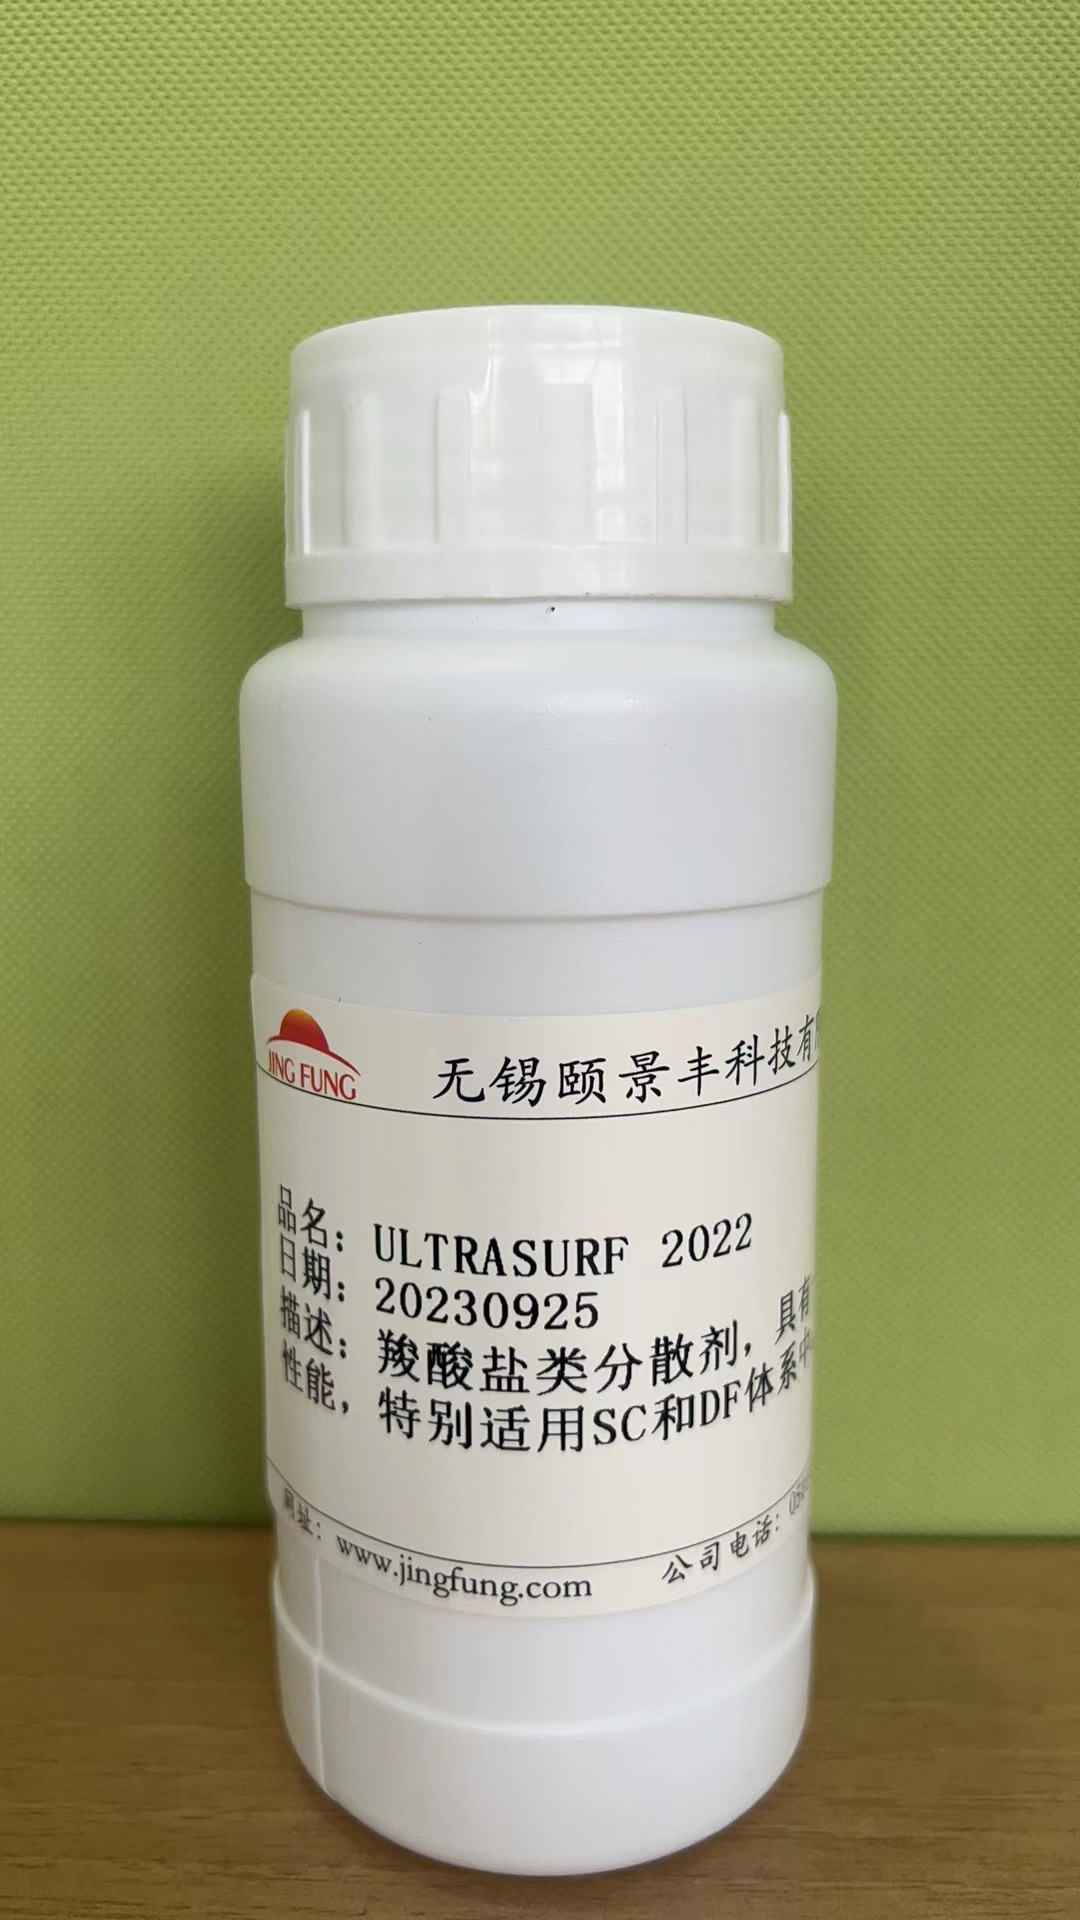 JING FUNG
无锡颐景丰科技有
品名：ULTRASURF 2022
日期：20230925
描述：羧酸盐类分散剂，具有
性能，特别适用SC和DF体系中
网址：www.jingfung.com 公司电话：